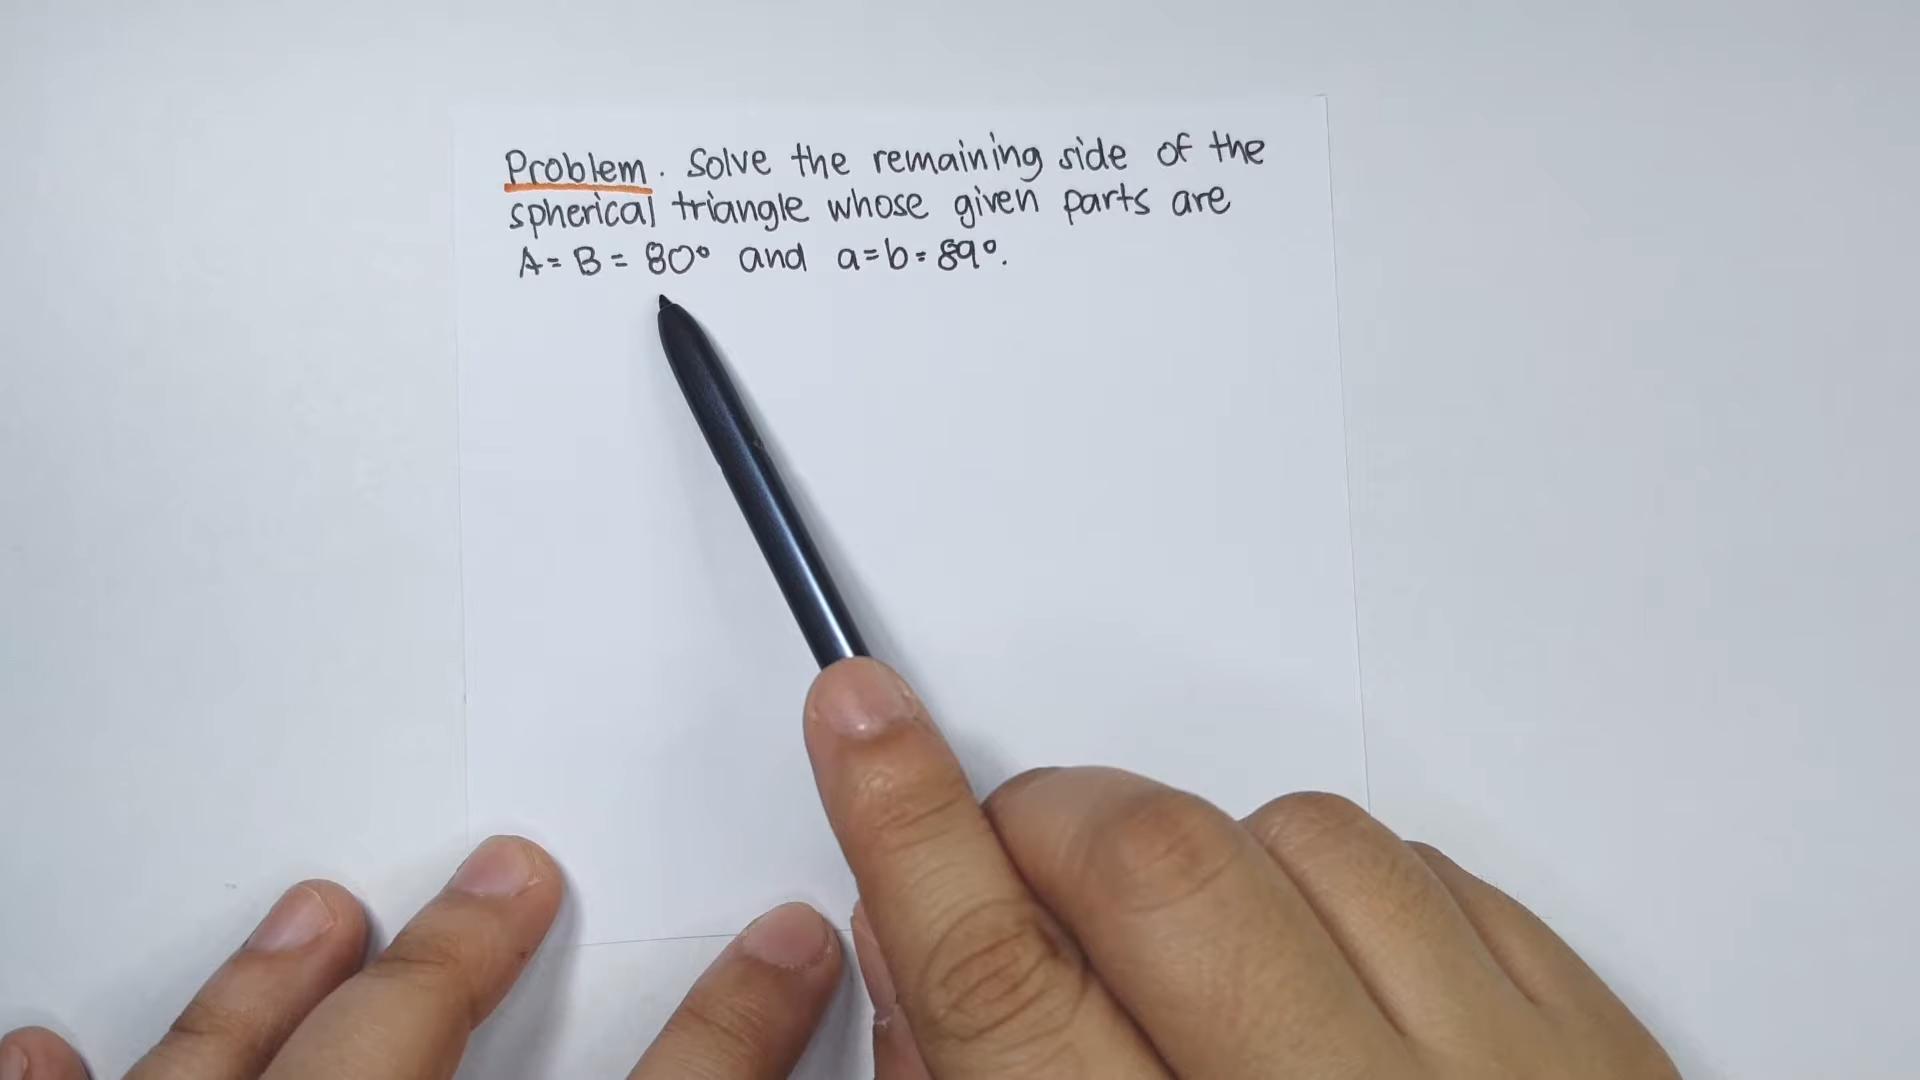 Problem. Solve the remaining side of the
spherical triangle whose given parts are
A = B = 80° and a = b = 89°.